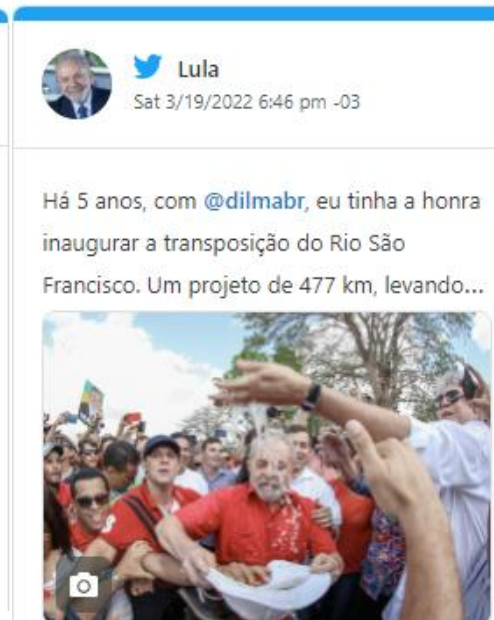 Lula
Sat 3/19/2022 6:46 pm -03
Há 5 anos, com @dilmabr, eu tinha a honra
inaugurar a transposição do Rio São
Francisco. Um projeto de 477 km, levando...